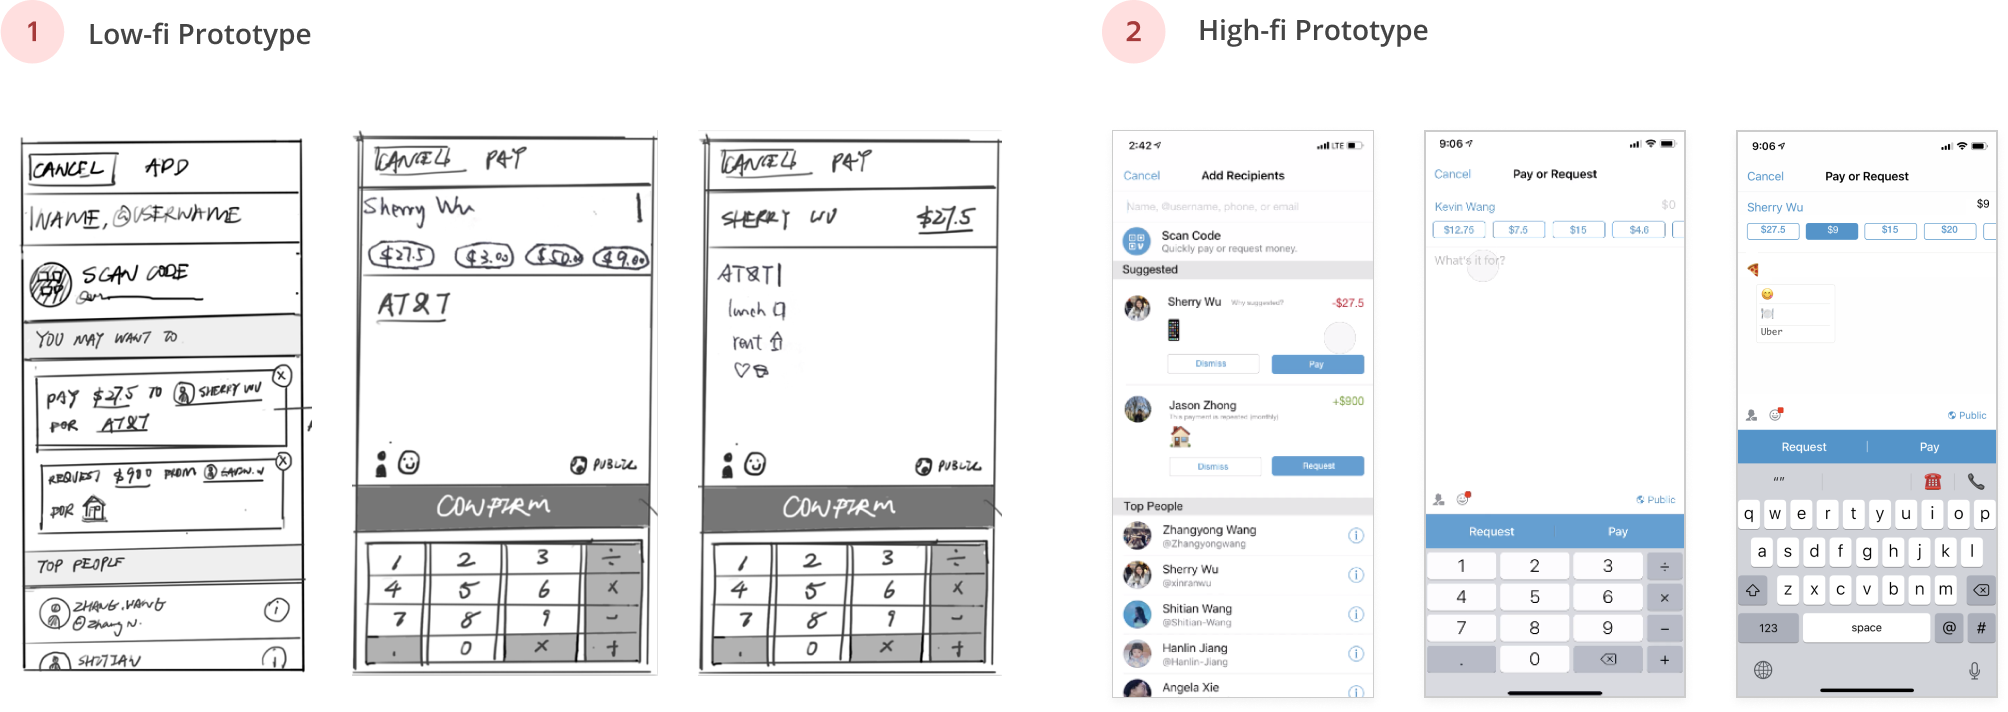 1 Low-fi Prototype
CANCEL ADD
NAME, @USERNAME
SCAN CODE
YOU MAY WANT TO
PAY $27.5 TO SHERRY WU
FOR AT&T
REQUEST $900 FROM
FOR
TOP PEOPLE
ZHANG.WANG
@zhang N.
SHITIAN
CANCEL PAY
Sherry Wu
$27.5 $3.00 $50.00 $9.00
AT&T
PUBLIC
CONFIRM
1 2 3 ÷
4 5 6 ×
7 8 9 -
. 0 × +
CANCEL PAY
SHERRY WU $27.5
AT&T|
lunch
rent
PUBLIC
CONFIRM
1 2 3 ÷
4 5 6 ×
7 8 9 -
. 0 × +
2 High-fi Prototype
2:42 LTE
Cancel Add Recipients
Name, @username, phone, or email
Scan Code
Quickly pay or request money.
Suggested
Sherry Wu Why suggested? -$27.5
Dismiss Pay
Jason Zhong +$900
This payment is repeated (monthly)
Dismiss Request
Top People
Zhangyong Wang
@Zhangyongwang
Sherry Wu
@xinranwu
Shitian Wang
@Shitian-Wang
Hanlin Jiang
@Hanlin-Jiang
Angela Xie
9:06
Cancel Pay or Request
Kevin Wang $0
$12.75 $7.5 $15 $4.6
What's it for?
Public
Request Pay
1 2 3 ÷
4 5 6 ×
7 8 9 −
. 0 +
9:06
Cancel Pay or Request
Sherry Wu $9
$27.5 $9 $15 $20
Uber
Public
Request Pay
“”
q w e r t y u i o p
a s d f g h j k l
z x c v b n m
123 space @ #